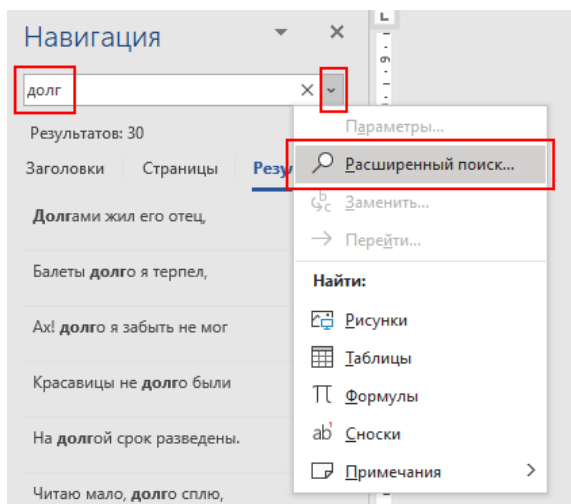 Навигация
долг
Результатов: 30
Заголовки Страницы Резу
Долгами жил его отец,
Балеты долго я терпел,
Ах! долго я забыть не мог
Красавицы не долго были
На долгой срок разведены.
Читаю мало, долго сплю,
L
9
Параметры...
Расширенный поиск...
Заменить...
Перейти...
Найти:
Рисунки
Таблицы
Формулы
Сноски
Примечания